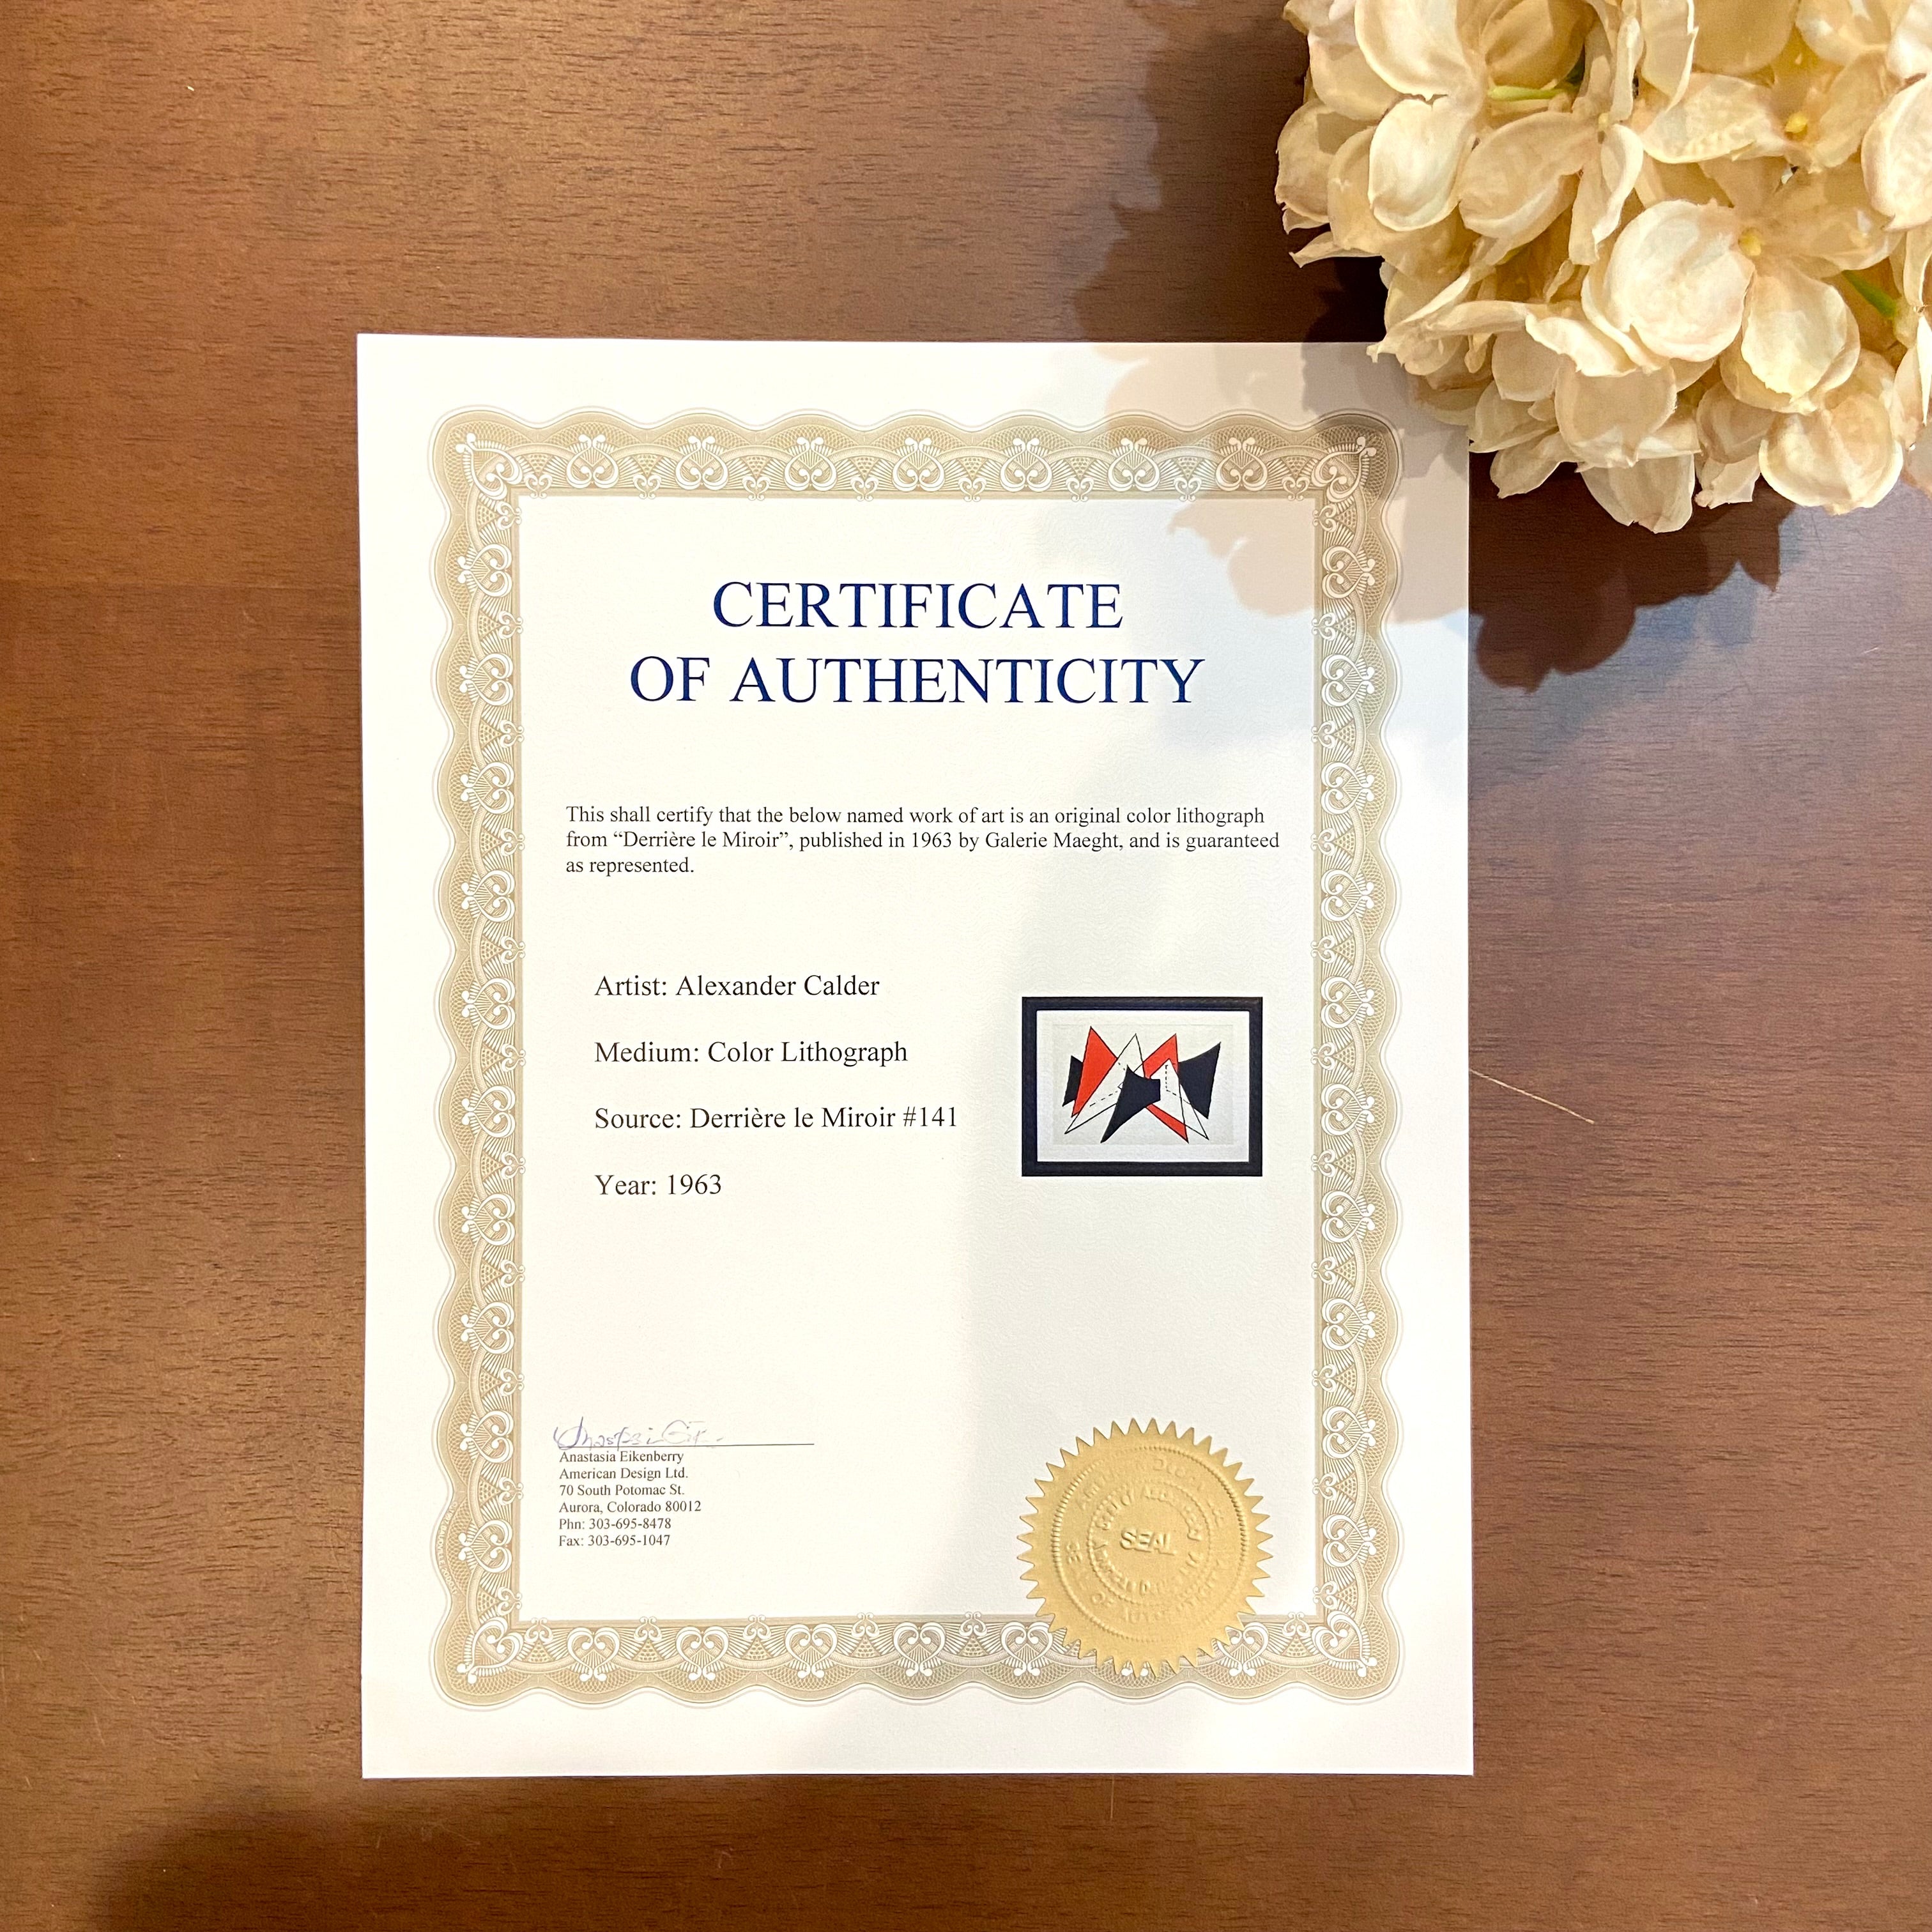 CERTIFICATE
OF AUTHENTICITY
This shall certify that the below named work of art is an original color lithograph
from “Derrière le Miroir”, published in 1963 by Galerie Maeght, and is guaranteed
as represented.
Artist: Alexander Calder
Medium: Color Lithograph
Source: Derrière le Miroir #141
Year: 1963
Anastasia Eikenberry
American Design Ltd.
70 South Potomac St.
Aurora, Colorado 80012
Phn: 303-695-8478
Fax: 303-695-1047
SEAL